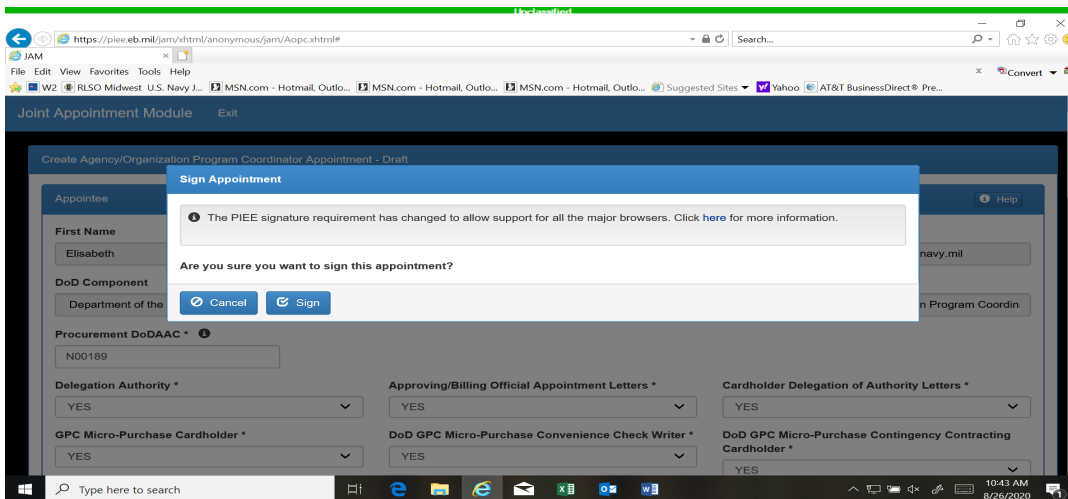 Unclassified
https://piee.eb.mil/jam/xhtml/anonymous/jam/Aopc.xhtml#
Search...
JAM
File Edit View Favorites Tools Help
Convert
W2 RLSO Midwest U.S. Navy J... MSN.com - Hotmail, Outlo... MSN.com - Hotmail, Outlo... MSN.com - Hotmail, Outlo... Suggested Sites Yahoo AT&T BusinessDirect® Pre...
Joint Appointment Module Exit
Create Agency/Organization Program Coordinator Appointment - Draft
Sign Appointment
Appointee
Help
The PIEE signature requirement has changed to allow support for all the major browsers. Click here for more information.
First Name
Elisabeth
navy.mil
Are you sure you want to sign this appointment?
DoD Component
Department of the
Cancel Sign
n Program Coordin
Procurement DoDAAC *
N00189
Delegation Authority * Approving/Billing Official Appointment Letters * Cardholder Delegation of Authority Letters *
YES YES YES
GPC Micro-Purchase Cardholder * DoD GPC Micro-Purchase Convenience Check Writer * DoD GPC Micro-Purchase Contingency Contracting
Cardholder *
YES YES
YES
Type here to search
10:43 AM
8/26/2020